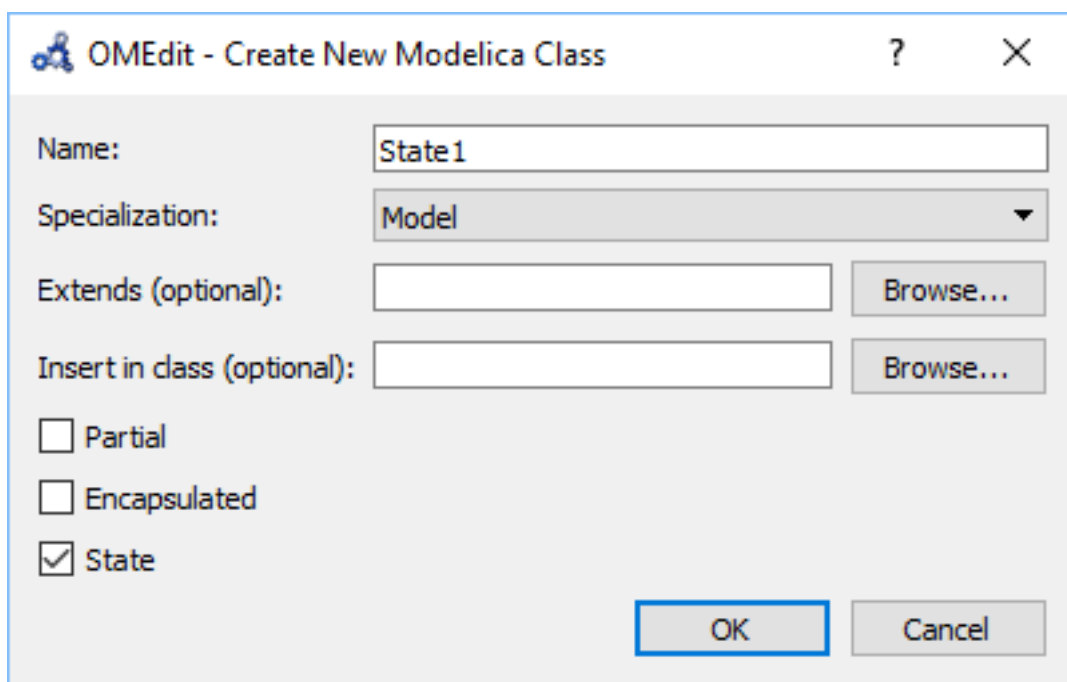 OMEdit - Create New Modelica Class ?
Name: State1
Specialization: Model
Extends (optional): Browse...
Insert in class (optional): Browse...
Partial
Encapsulated
State
OK Cancel